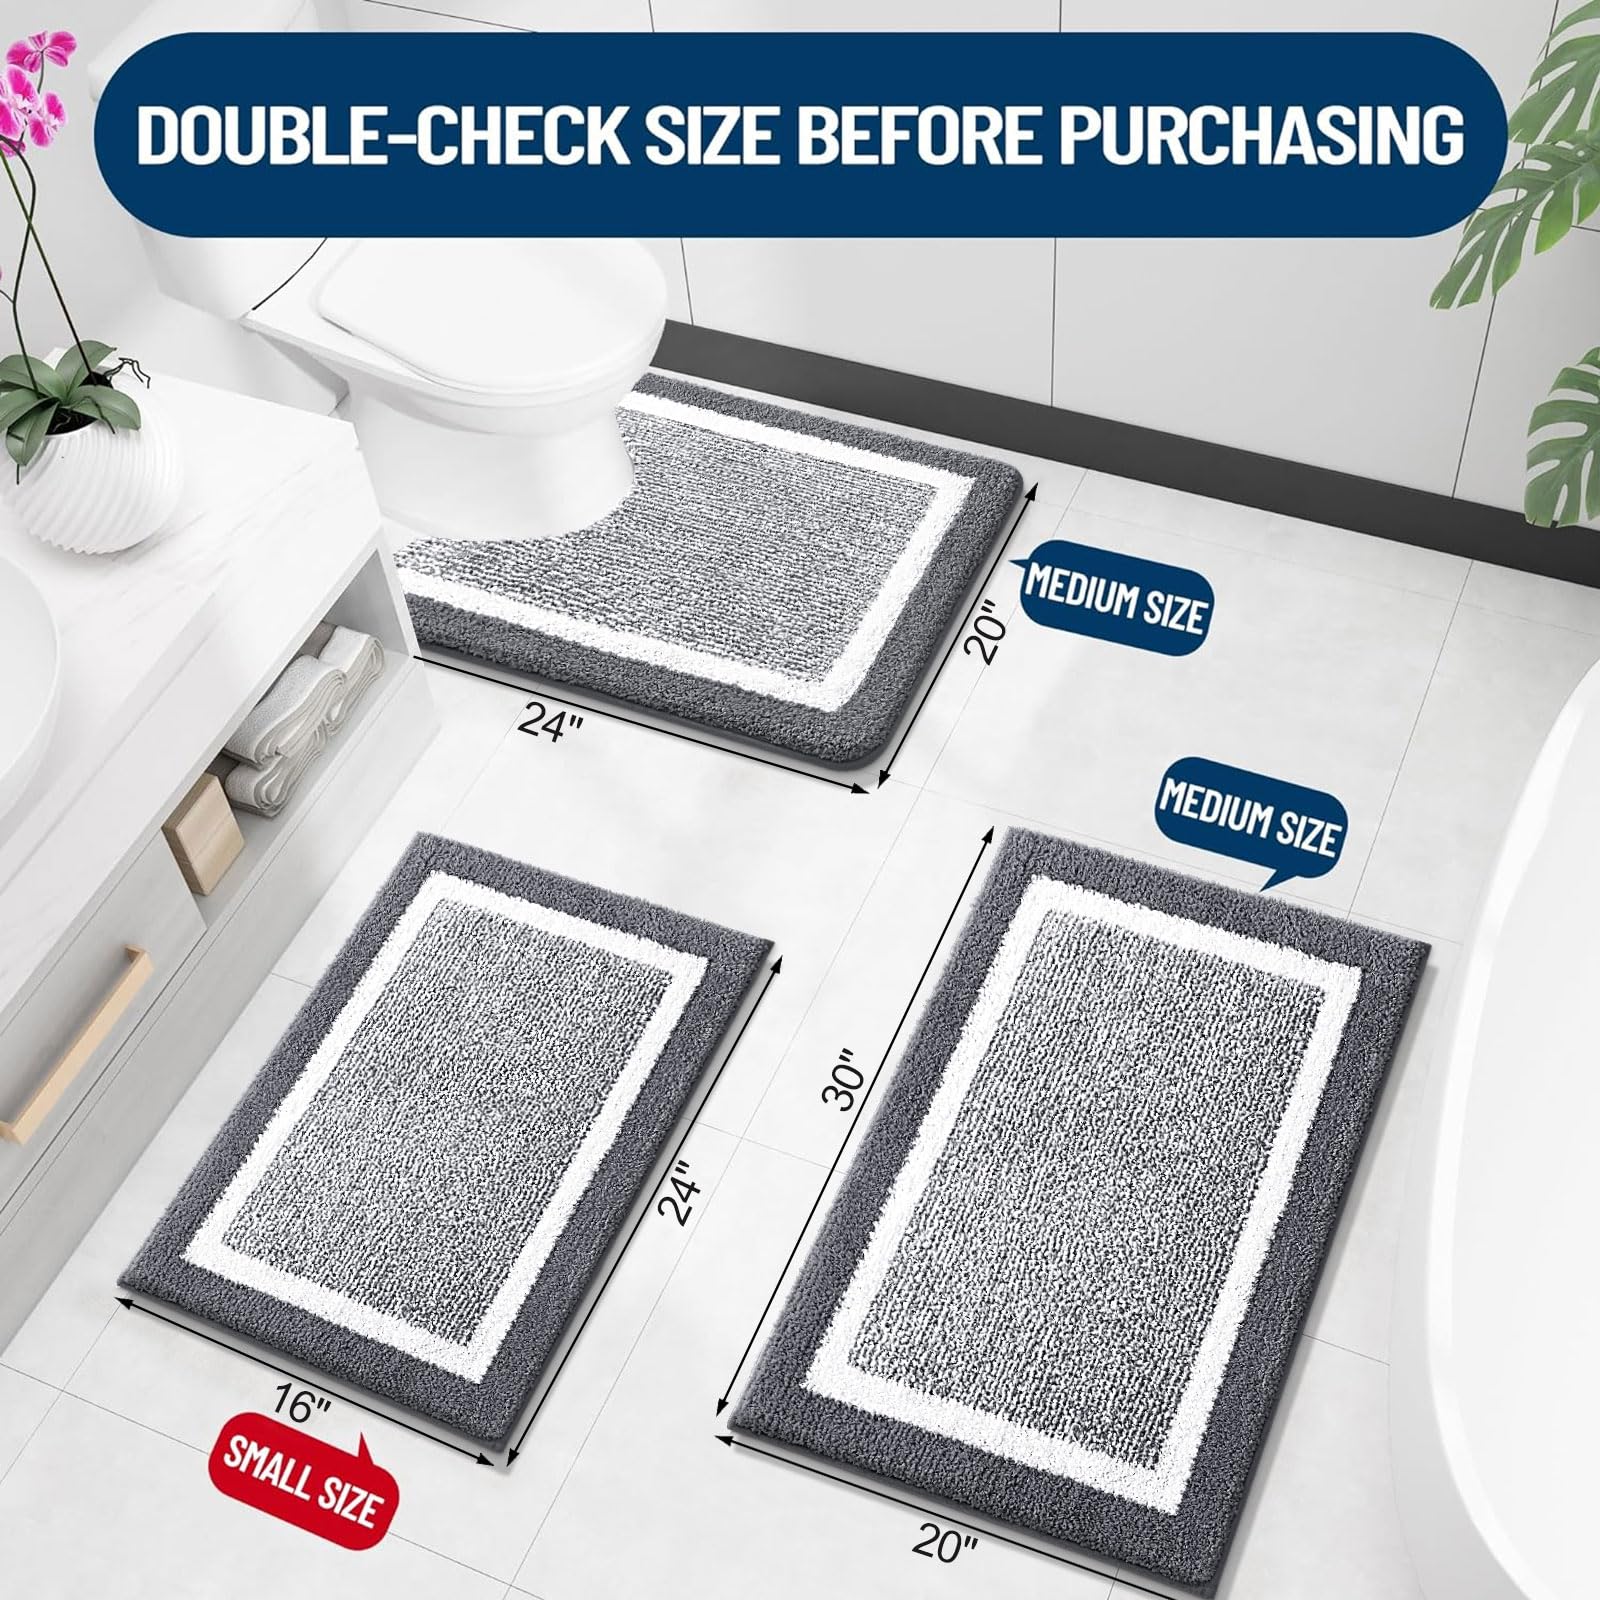 DOUBLE-CHECK SIZE BEFORE PURCHASING
MEDIUM SIZE
20"
24"
MEDIUM SIZE
30"
24"
16"
SMALL SIZE
20"